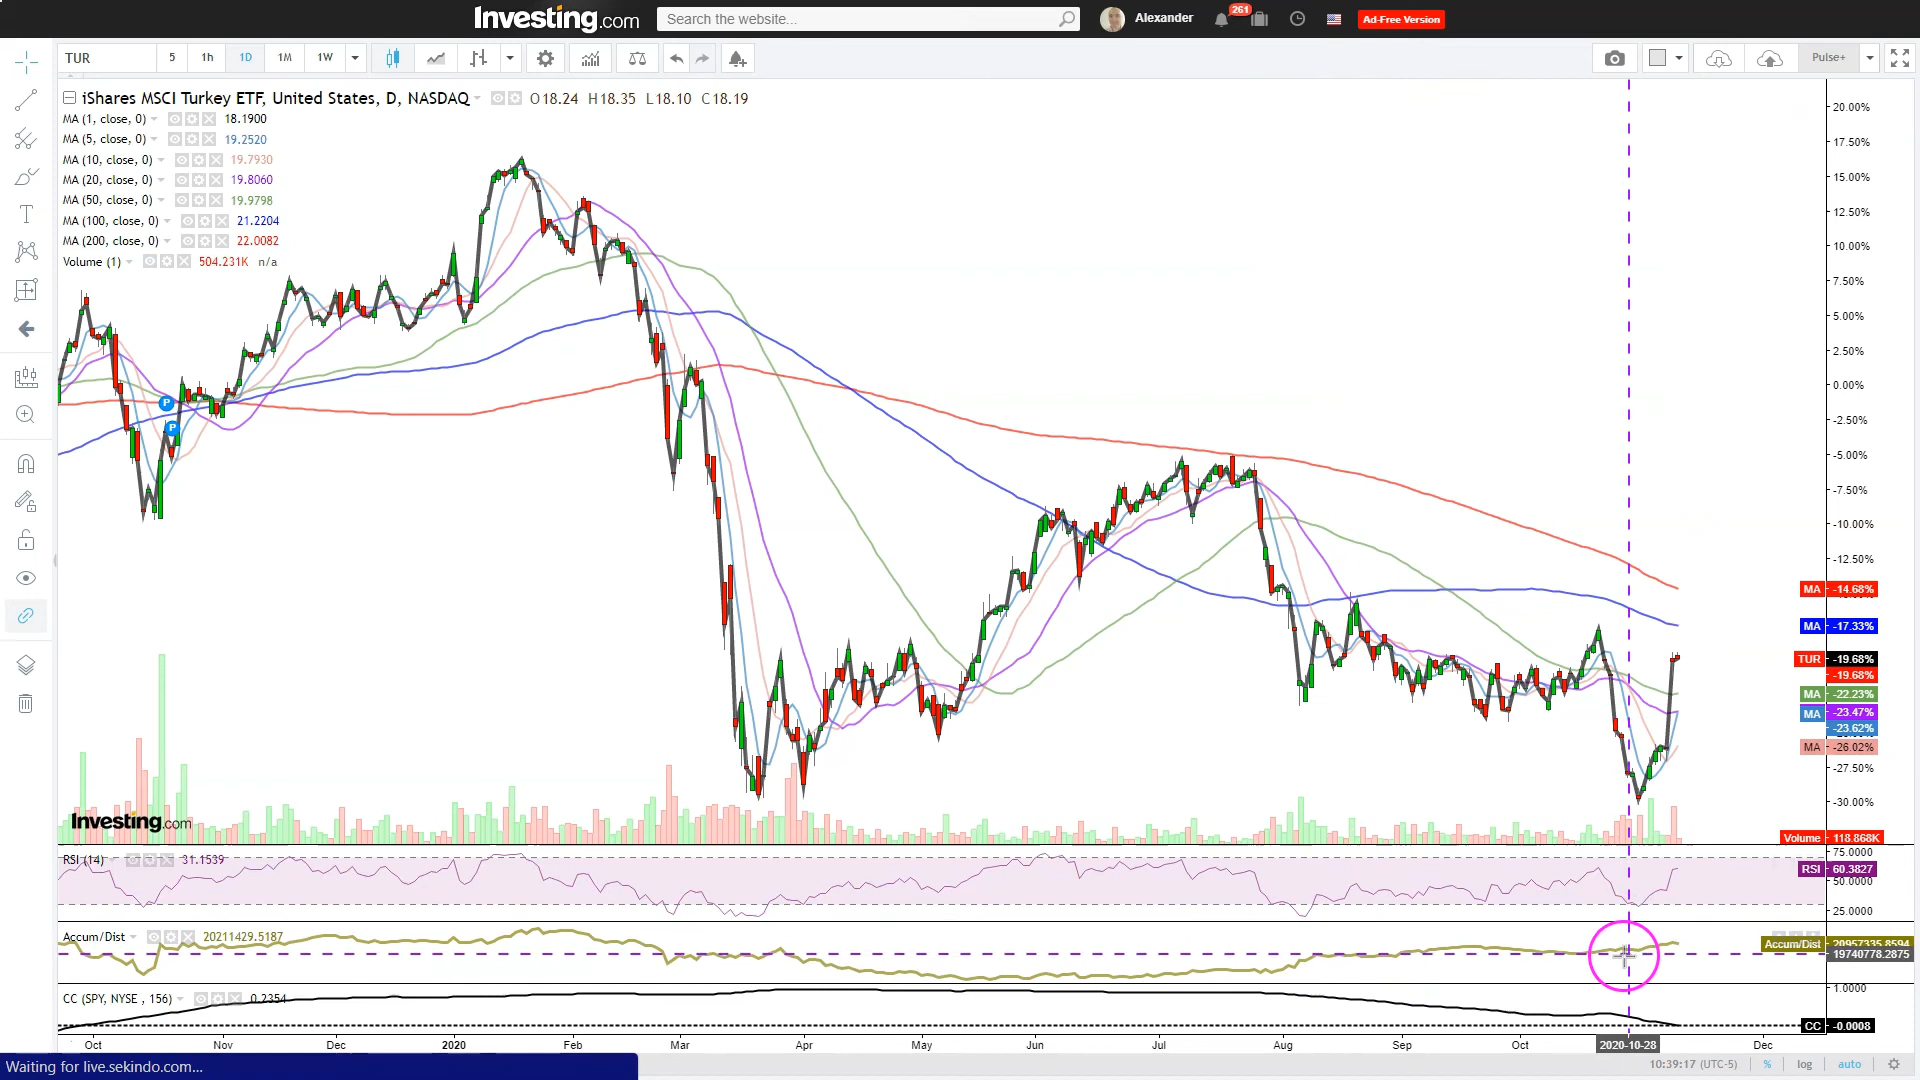 Investing.com
Search the website...
Alexander
261
Ad-Free Version
TUR
5
1h
1D
1M
1W
Pulse+
iShares MSCI Turkey ETF, United States, D, NASDAQ O18.24 H18.35 L18.10 C18.19
MA (1, close, 0) 18.1900
MA (5, close, 0) 19.2520
MA (10, close, 0) 19.7930
MA (20, close, 0) 19.8060
MA (50, close, 0) 19.9798
MA (100, close, 0) 21.2204
MA (200, close, 0) 22.0082
Volume (1) 504.231K n/a
20.00%
17.50%
15.00%
12.50%
10.00%
7.50%
5.00%
2.50%
0.00%
-2.50%
-5.00%
-7.50%
-10.00%
-12.50%
MA -14.68%
MA -17.33%
TUR -19.68%
-19.68%
MA -22.23%
-23.47%
MA -23.62%
MA -26.02%
-27.50%
-30.00%
P
P
Investing.com
Volume 118.868K
RSI (14) 31.1539
75.0000
RSI 60.3827
50.0000
25.0000
Accum/Dist 20211429.5187
Accum/Dist 20957335.8594
19740778.2875
CC (SPY, NYSE , 156) 0.2354
1.0000
CC -0.0008
Oct Nov Dec 2020 Feb Mar Apr May Jun Jul Aug Sep Oct 2020-10-28 Dec
Waiting for live.sekindo.com...
10:39:17 (UTC-5) % log auto